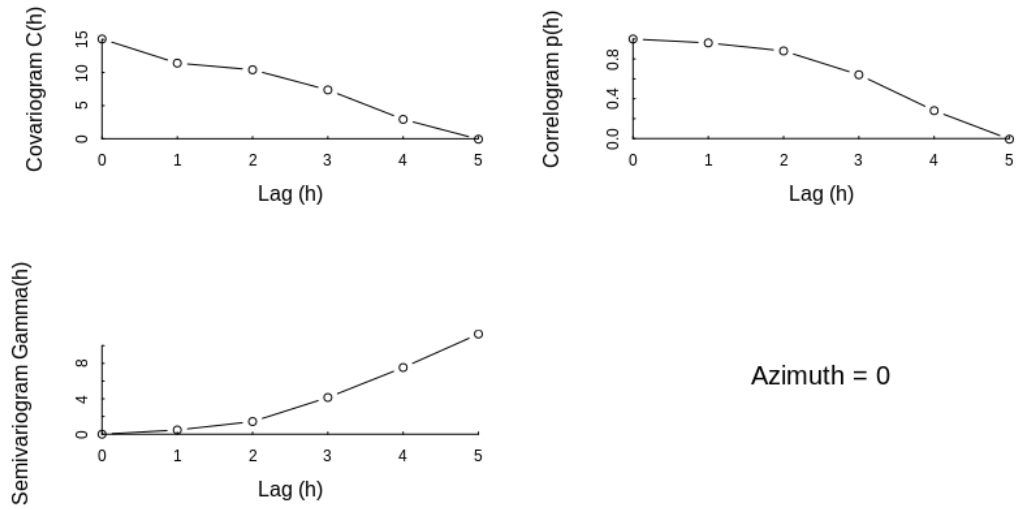 Covariogram C(h)
15
10
5
0
0 1 2 3 4 5
Lag (h)
Correlogram p(h)
0.8
0.4
0.0
0 1 2 3 4 5
Lag (h)
Semivariogram Gamma(h)
8
4
0
0 1 2 3 4 5
Lag (h)
Azimuth = 0